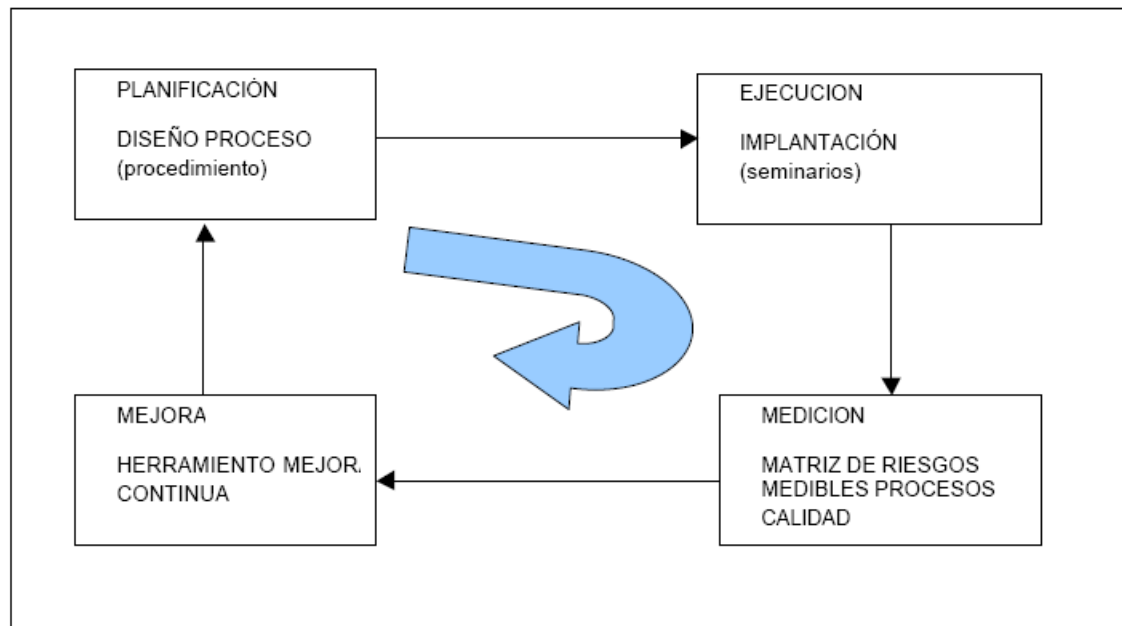 PLANIFICACIÓN
DISEÑO PROCESO
(procedimiento)
EJECUCION
IMPLANTACIÓN
(seminarios)
MEJORA
HERRAMIENTO MEJOR
CONTINUA
MEDICION
MATRIZ DE RIESGOS
MEDIBLES PROCESOS
CALIDAD